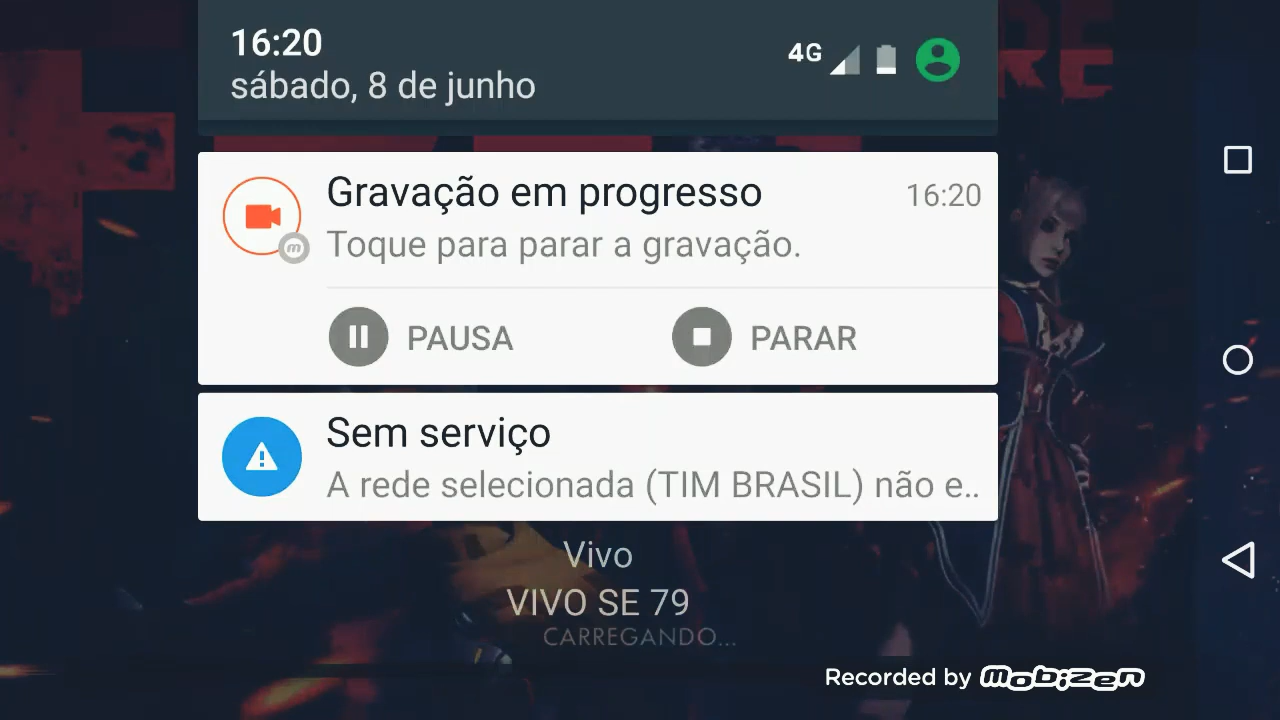 16:20
4G
sábado, 8 de junho
Gravação em progresso
16:20
Toque para parar a gravação.
PAUSA
PARAR
Sem serviço
A rede selecionada (TIM BRASIL) não e..
Vivo
VIVO SE 79
CARREGANDO...
Recorded by mobizen